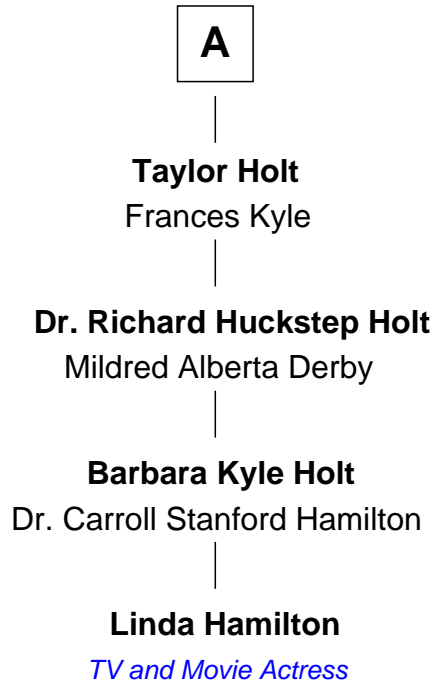 A
Taylor Holt
Frances Kyle
Dr. Richard Huckstep Holt
Mildred Alberta Derby
Barbara Kyle Holt
Dr. Carroll Stanford Hamilton
Linda Hamilton
TV and Movie Actress